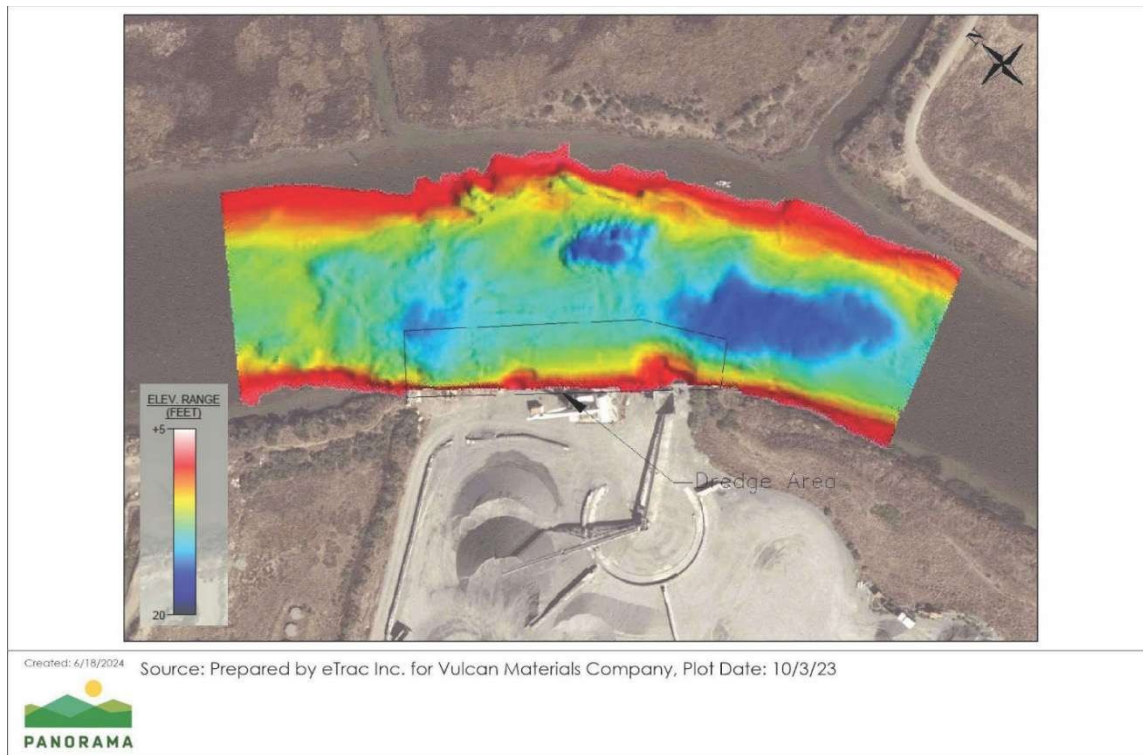 N
ELEV. RANGE
(FEET)
+5
20
Dredge Area
Created: 6/18/2024
Source: Prepared by eTrac Inc. for Vulcan Materials Company, Plot Date: 10/3/23
PANORAMA